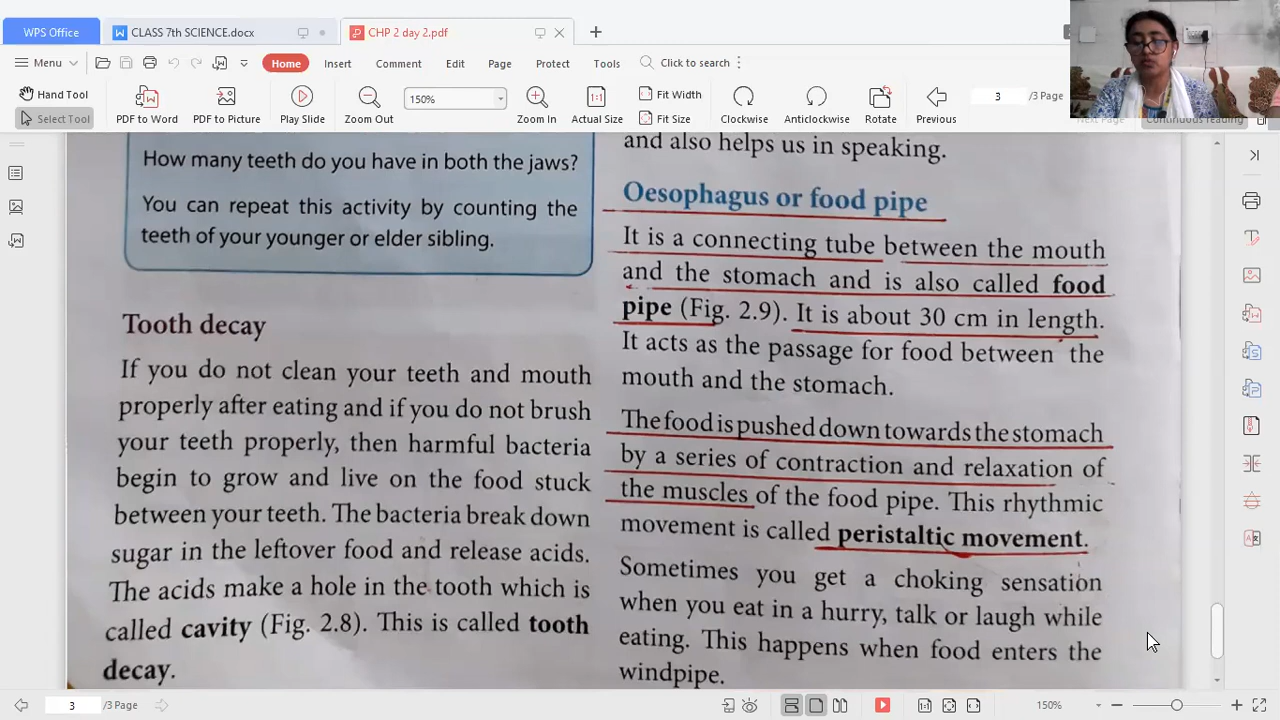 WPS Office
CLASS 7th SCIENCE.docx
CHP 2 day 2.pdf
Menu
Home
Insert
Comment
Edit
Page
Protect
Tools
Click to search
Hand Tool
Select Tool
PDF to Word
PDF to Picture
Play Slide
Zoom Out
150%
Zoom In
Actual Size
Fit Width
Fit Size
Clockwise
Anticlockwise
Rotate
Previous
3
/3 Page
Next Page
Continuous reading
How many teeth do you have in both the jaws?
You can repeat this activity by counting the
teeth of your younger or elder sibling.
Tooth decay
If you do not clean your teeth and mouth
properly after eating and if you do not brush
your teeth properly, then harmful bacteria
begin to grow and live on the food stuck
between your teeth. The bacteria break down
sugar in the leftover food and release acids.
The acids make a hole in the tooth which is
called cavity (Fig. 2.8). This is called tooth
decay.
and also helps us in speaking.
Oesophagus or food pipe
It is a connecting tube between the mouth
and the stomach and is also called food
pipe (Fig. 2.9). It is about 30 cm in length.
It acts as the passage for food between the
mouth and the stomach.
The food is pushed down towards the stomach
by a series of contraction and relaxation of
the muscles of the food pipe. This rhythmic
movement is called peristaltic movement.
Sometimes you get a choking sensation
when you eat in a hurry, talk or laugh while
eating. This happens when food enters the
windpipe.
3
/3 Page
150%